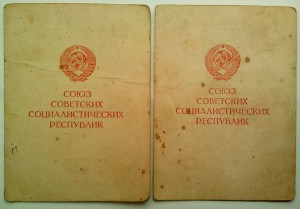 СОЮЗ
СОВЕТСКИХ
СОЦИАЛИСТИЧЕСКИХ
РЕСПУБЛИК
СОЮЗ
СОВЕТСКИХ
СОЦИАЛИСТИЧЕСКИХ
РЕСПУБЛИК